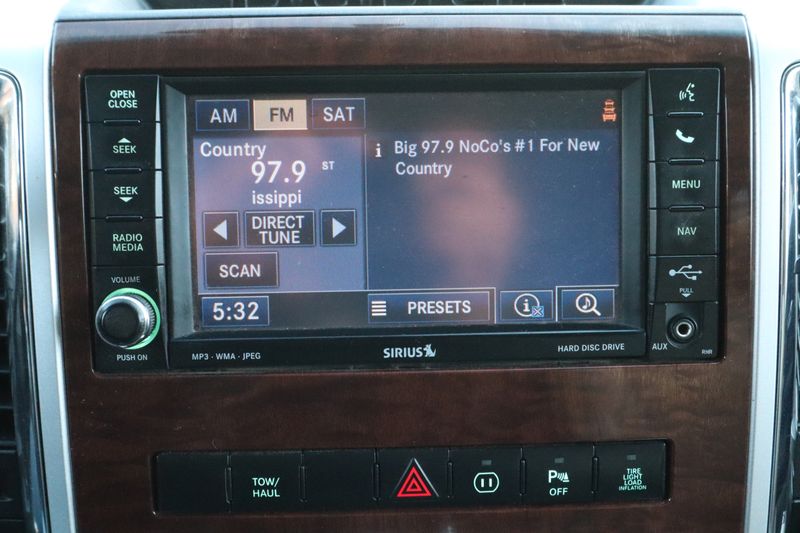 OPEN
CLOSE
SEEK
SEEK
RADIO
MEDIA
VOLUME
PUSH ON
AM FM SAT
Country
97.9 ST
issippi
DIRECT
TUNE
SCAN
5:32
i Big 97.9 NoCo's #1 For New
Country
PRESETS
i
MP3 · WMA · JPEG
SIRIUS
HARD DISC DRIVE
MENU
NAV
PULL
AUX
RHR
TOW/
HAUL
P
OFF
TIRE
LIGHT
LOAD
INFLATION